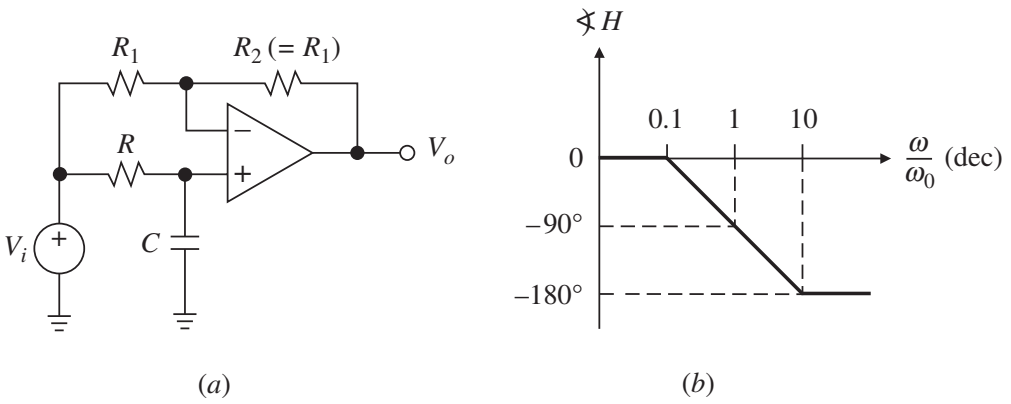 R1
R2 (= R1)
R
−
+
Vo
Vi
+
C
(a)
∢ H
0.1
1
10
0
ω/ω0 (dec)
−90°
−180°
(b)